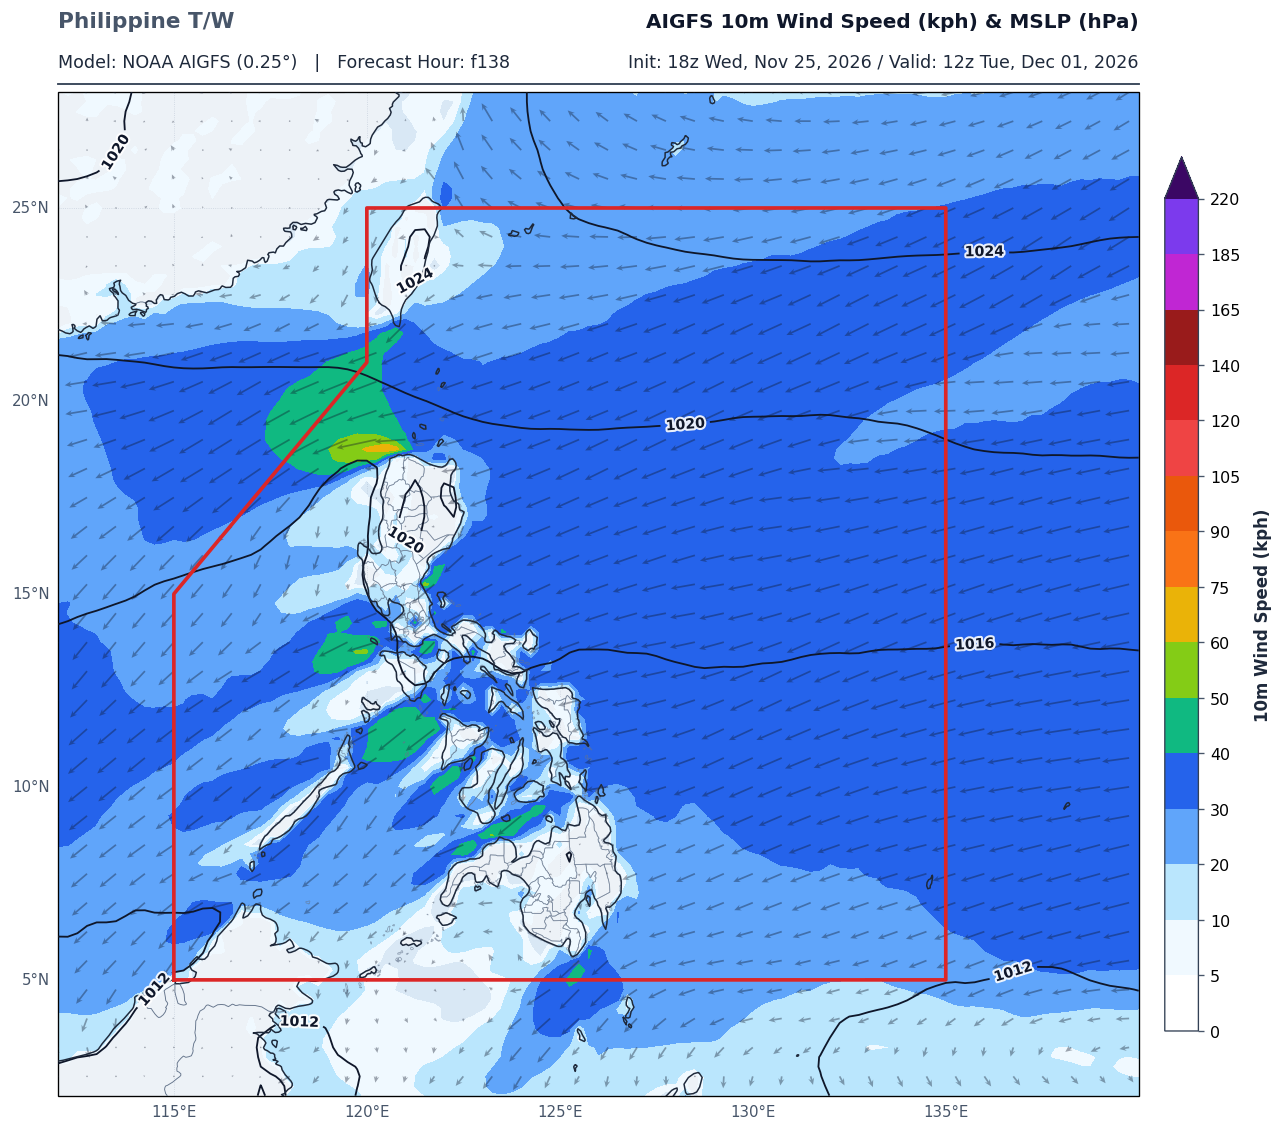 Philippine T/W
AIGFS 10m Wind Speed (kph) & MSLP (hPa)
Model: NOAA AIGFS (0.25°) | Forecast Hour: f138
Init: 18z Wed, Nov 25, 2026 / Valid: 12z Tue, Dec 01, 2026
1020
25°N
1024
1024
20°N
1020
1020
15°N
1016
10°N
5°N
1012
1012
1012
115°E
120°E
125°E
130°E
135°E
220
185
165
140
120
105
90
75
60
50
40
30
20
10
5
0
10m Wind Speed (kph)